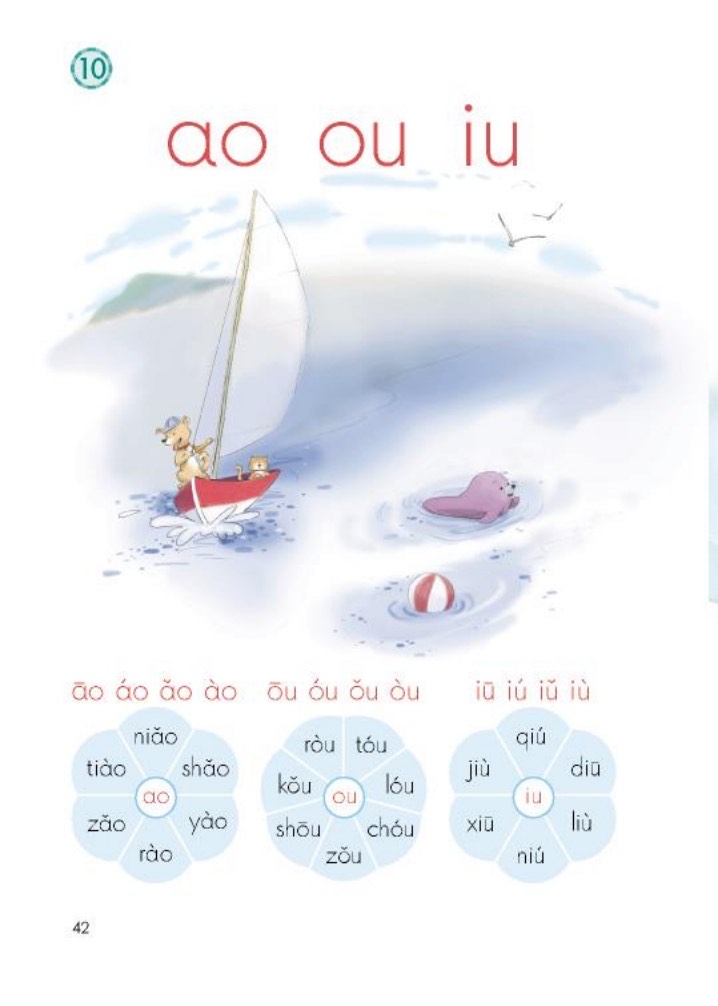 10
ao ou iu
āo áo ǎo ào ōu óu ǒu òu iū iú iǔ iù
niǎo
tiào shǎo
ao
zǎo yào
rào
ròu tóu
kǒu lóu
ou
shōu chóu
zǒu
qiú
jiù diū
iu
xiū liù
niú
42